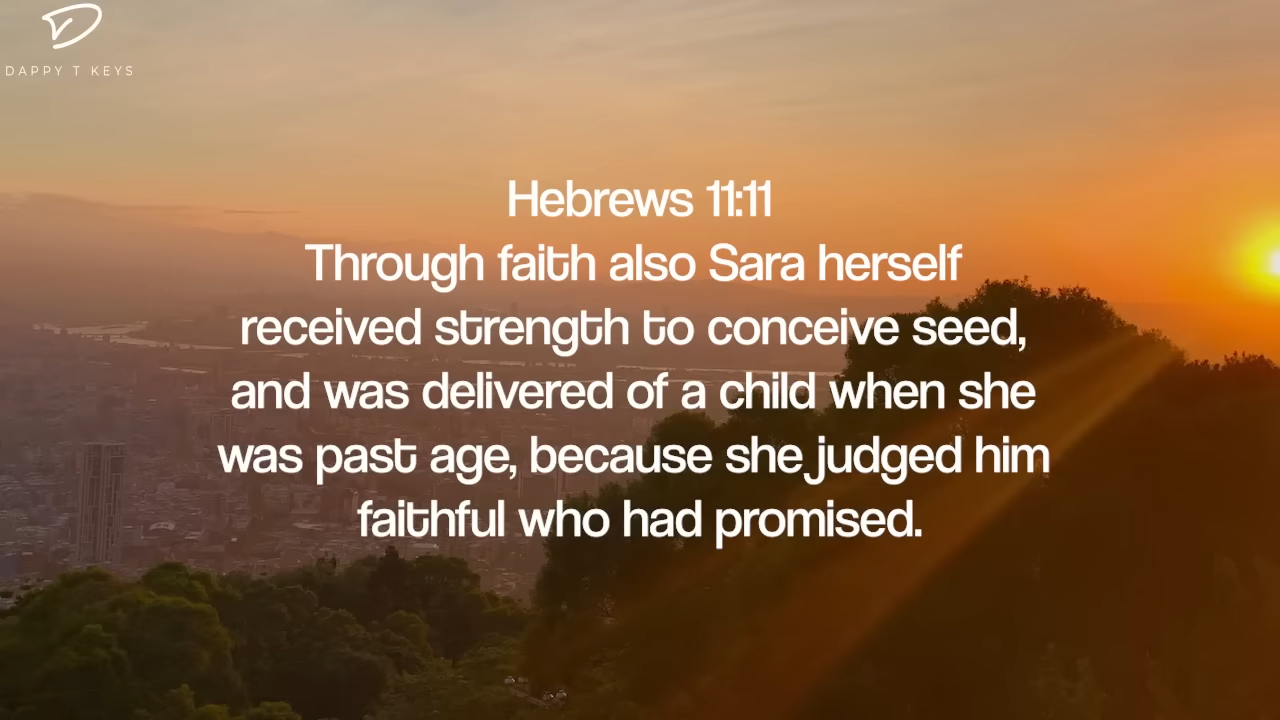 DAPPY T KEYS
Hebrews 11:11
Through faith also Sara herself
received strength to conceive seed,
and was delivered of a child when she
was past age, because she judged him
faithful who had promised.